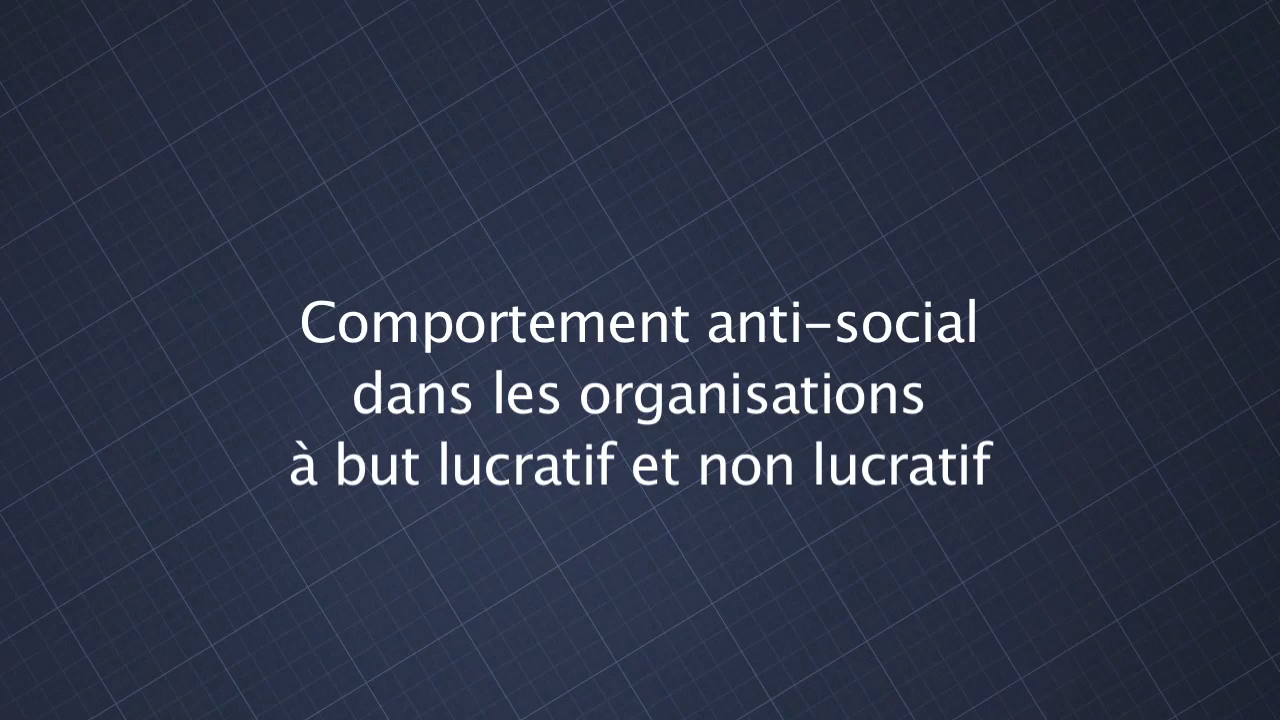 Comportement anti-social
dans les organisations
à but lucratif et non lucratif